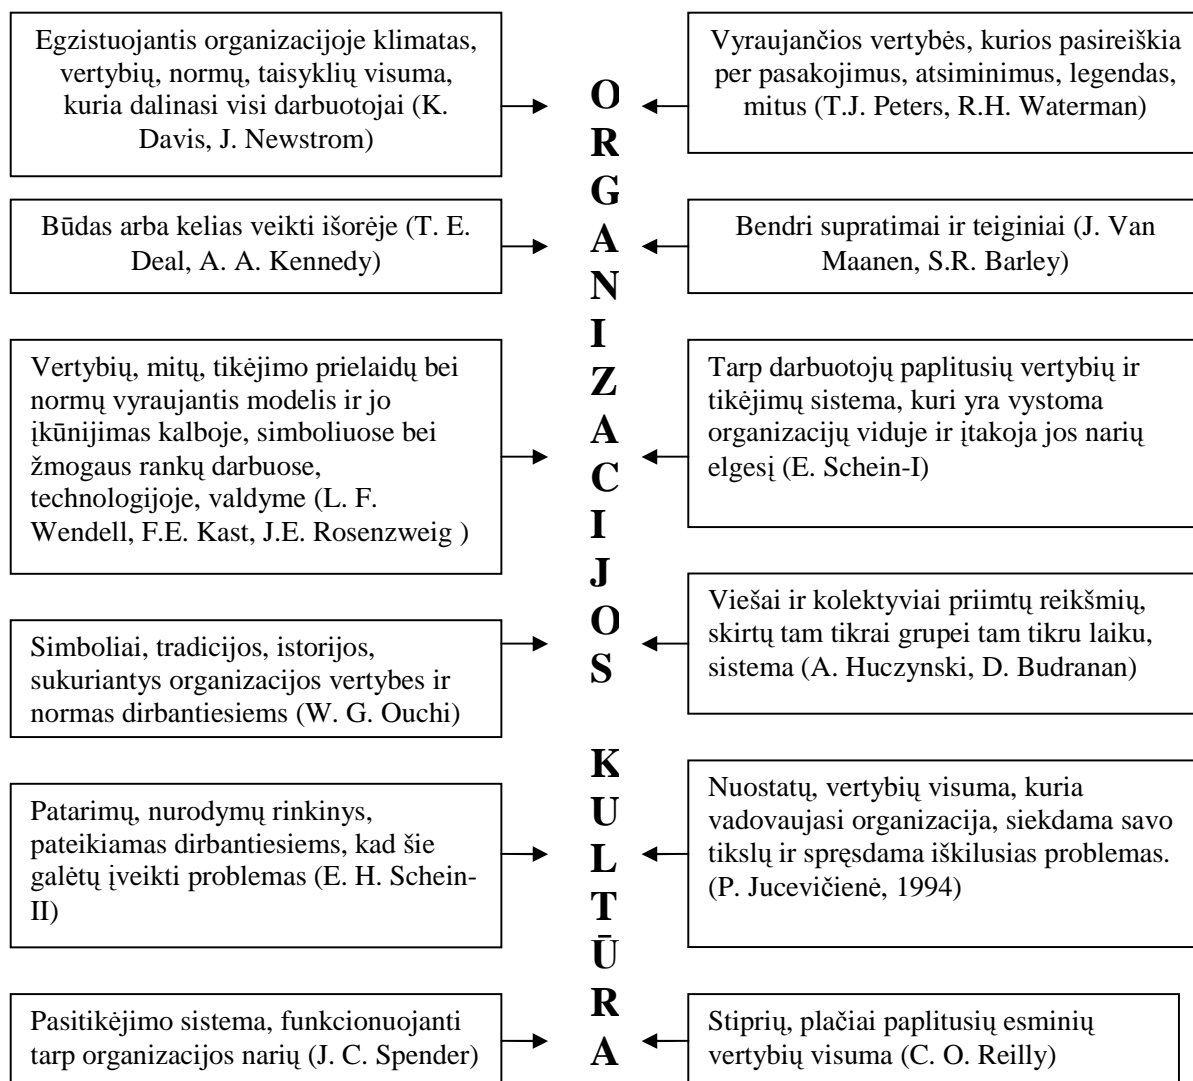 Egzistuojantis organizacijoje klimatas,
vertybių, normų, taisyklių visuma,
kuria dalinasi visi darbuotojai (K.
Davis, J. Newstrom)
Vyraujančios vertybės, kurios pasireiškia
per pasakojimus, atsiminimus, legendas,
mitus (T.J. Peters, R.H. Waterman)
Būdas arba kelias veikti išorėje (T. E.
Deal, A. A. Kennedy)
Bendri supratimai ir teiginiai (J. Van
Maanen, S.R. Barley)
Vertybių, mitų, tikėjimo prielaidų bei
normų vyraujantis modelis ir jo
įkūnijimas kalboje, simboliuose bei
žmogaus rankų darbuose,
technologijoje, valdyme (L. F.
Wendell, F.E. Kast, J.E. Rosenzweig )
Tarp darbuotojų paplitusių vertybių ir
tikėjimų sistema, kuri yra vystoma
organizacijų viduje ir įtakoja jos narių
elgesį (E. Schein-I)
Simboliai, tradicijos, istorijos,
sukuriantys organizacijos vertybes ir
normas dirbantiesiems (W. G. Ouchi)
Viešai ir kolektyviai priimtų reikšmių,
skirtų tam tikrai grupei tam tikru laiku,
sistema (A. Huczynski, D. Budranan)
Patarimų, nurodymų rinkinys,
pateikiamas dirbantiesiems, kad šie
galėtų įveikti problemas (E. H. Schein-
II)
Nuostatų, vertybių visuma, kuria
vadovaujasi organizacija, siekdama savo
tikslų ir spręsdama iškilusias problemas.
(P. Jucevičienė, 1994)
Pasitikėjimo sistema, funkcionuojanti
tarp organizacijos narių (J. C. Spender)
Stiprių, plačiai paplitusių esminių
vertybių visuma (C. O. Reilly)
ORGANIZACIJOS KULTŪRA